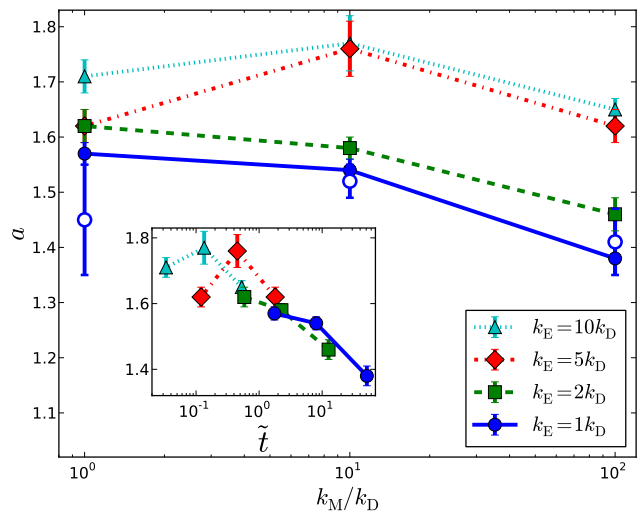 1.8
1.7
1.6
1.5
1.4
1.3
1.2
1.1
a
10⁰
10¹
10²
k_M/k_D
1.8
1.6
1.4
10⁻¹
10⁰
10¹
t̃
k_E=10k_D
k_E=5k_D
k_E=2k_D
k_E=1k_D